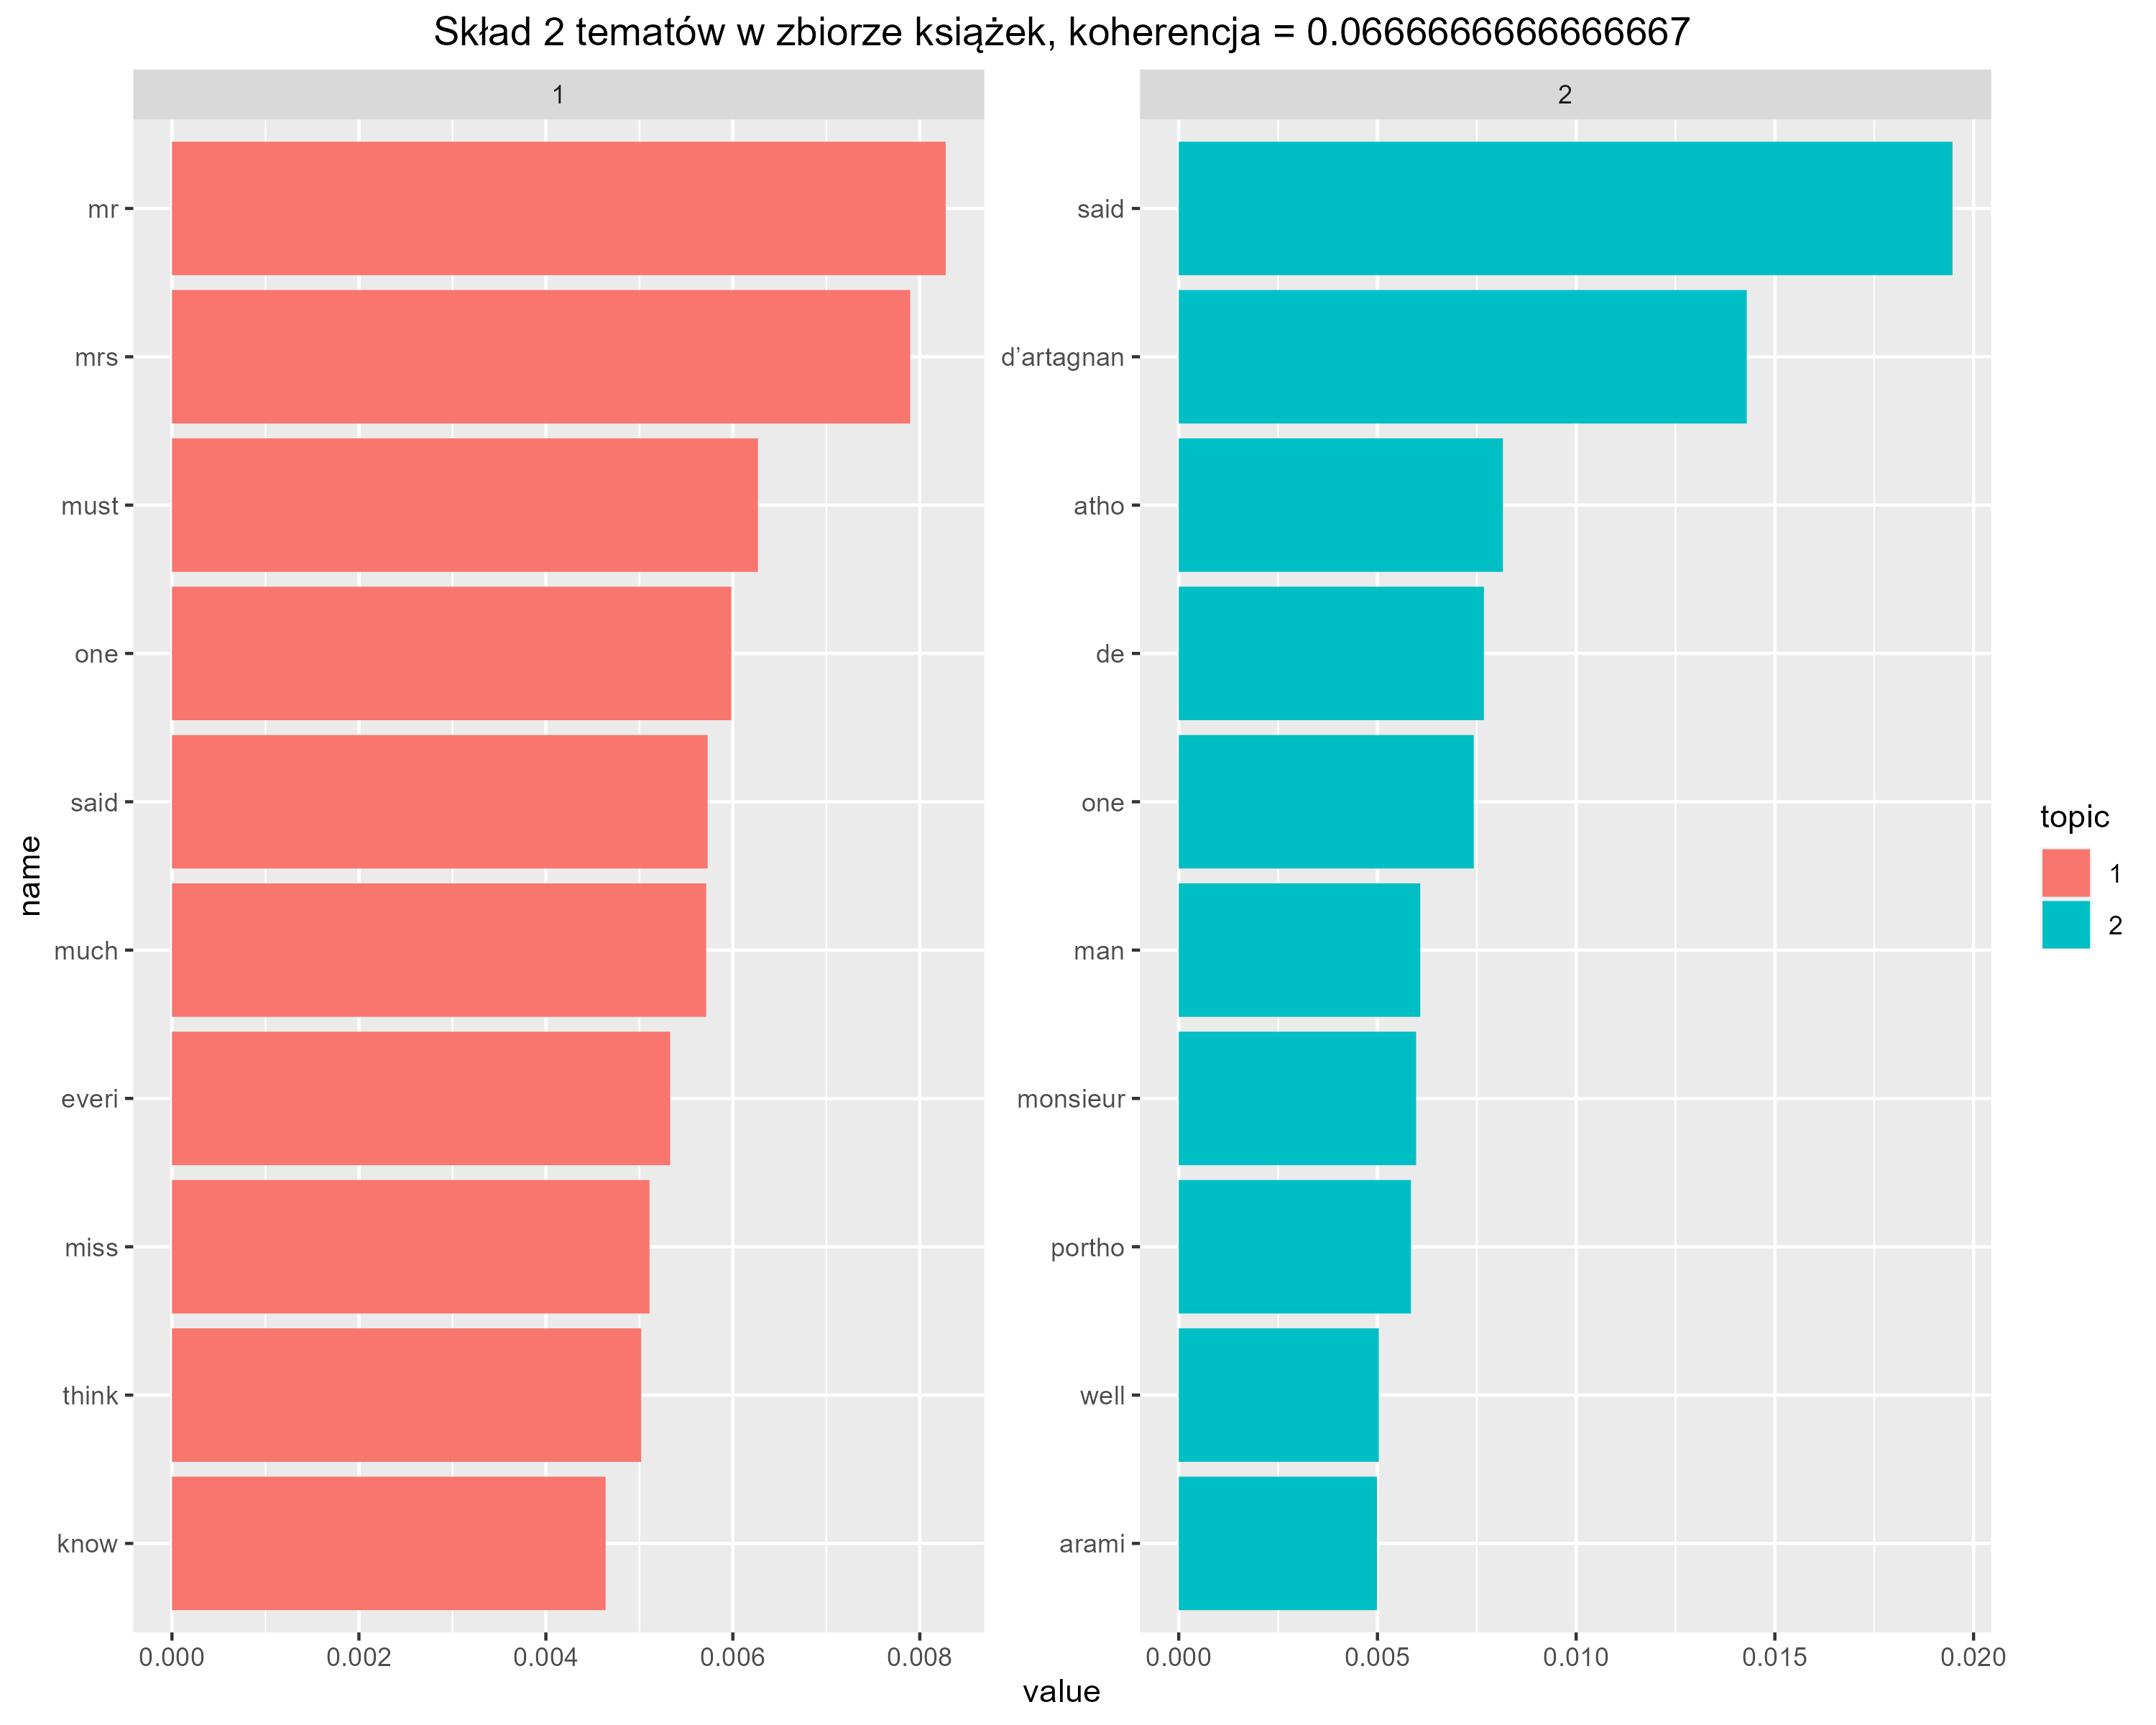 Skład 2 tematów w zbiorze książek, koherencja = 0.0666666666666667
1
2
name
mr
mrs
must
one
said
much
everi
miss
think
know
0.000 0.002 0.004 0.006 0.008
said
d’artagnan
atho
de
one
man
monsieur
portho
well
arami
0.000 0.005 0.010 0.015 0.020
value
topic
1
2